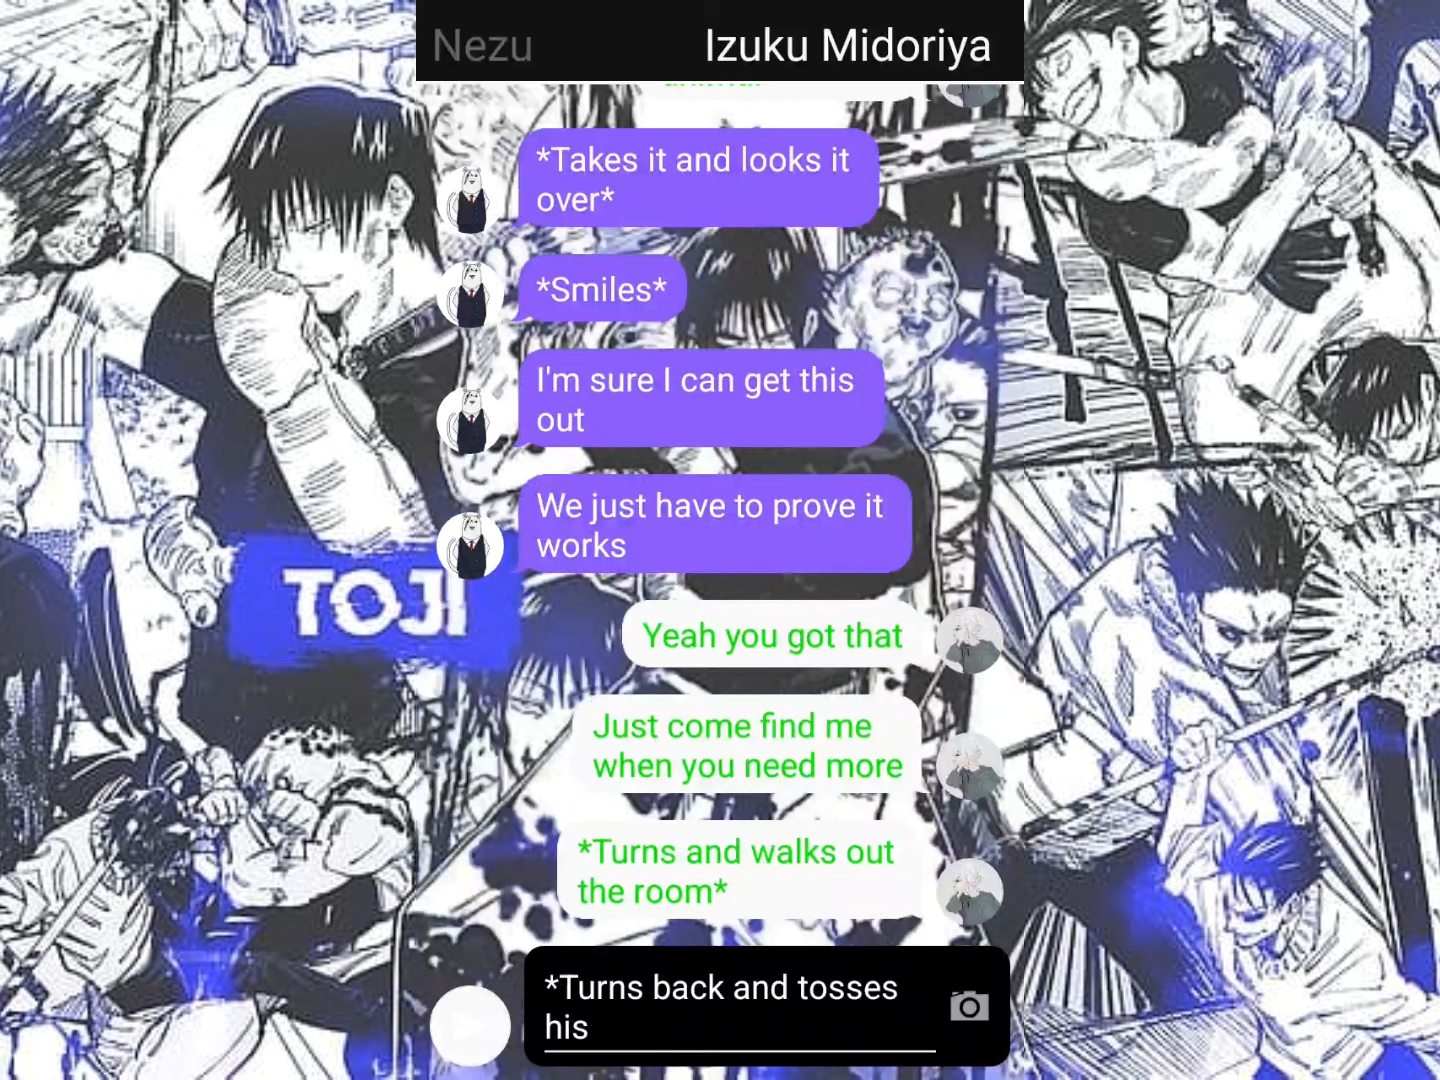 Nezu
Izuku Midoriya
*Takes it and looks it
over*
*Smiles*
I'm sure I can get this
out
We just have to prove it
works
TOJI
Yeah you got that
Just come find me
when you need more
*Turns and walks out
the room*
*Turns back and tosses
his